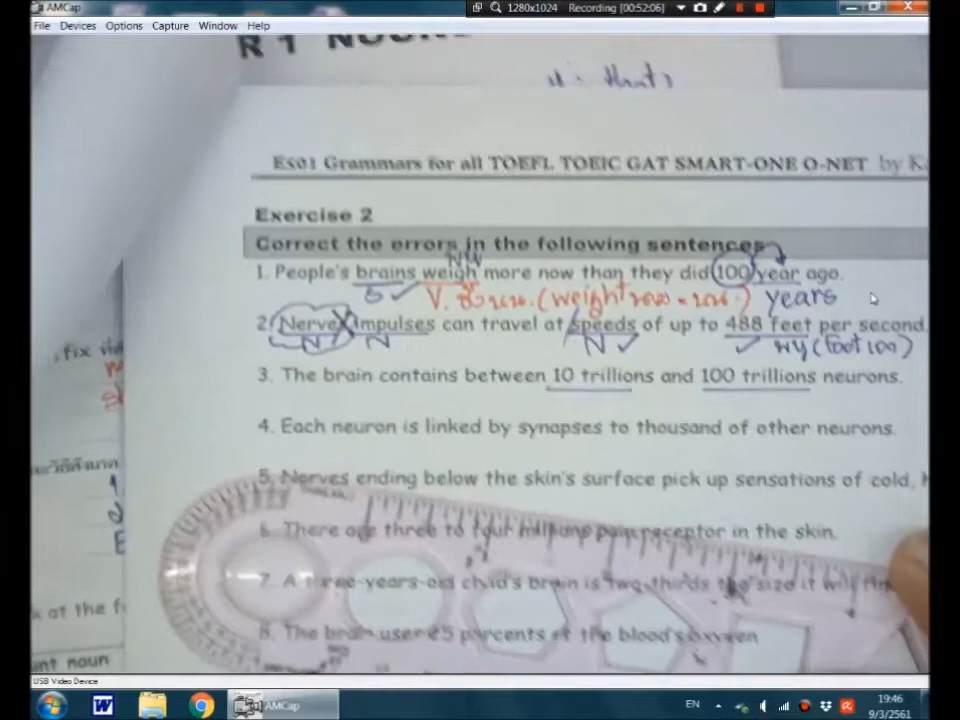 AMCap
1280x1024 Recording [00:52:06]
File Devices Options Capture Window Help
R 1
that
Es01 Grammars for all TOEFL TOEIC GAT SMART-ONE O-NET by K
Exercise 2
Correct the errors in the following sentences
1. People's brains weigh more now than they did 100 year ago.
S V. (weight years
2. Nerve impulses can travel at speeds of up to 488 feet per second.
N N N (foot
, fix
3. The brain contains between 10 trillions and 100 trillions neurons.
4. Each neuron is linked by synapses to thousand of other neurons.
5. Nerves ending below the skin's surface pick up sensations of cold,
6. There are three to four millions pain receptor in the skin.
7. A three-years-old child's brain is two-thirds the size it will
at the f
8. The brain uses 25 percents of the blood's oxygen
unt noun
USB Video Device
AMCap
EN
19:46
9/3/2561